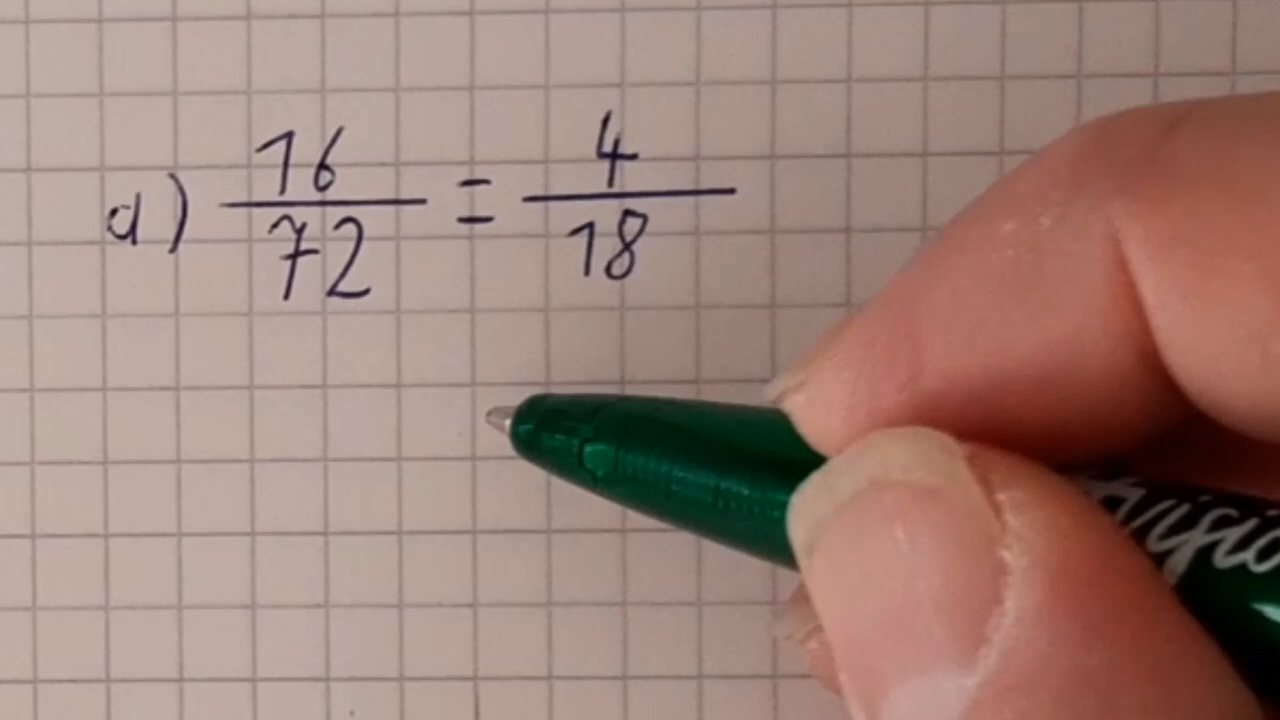 a) 16/72 = 4/18